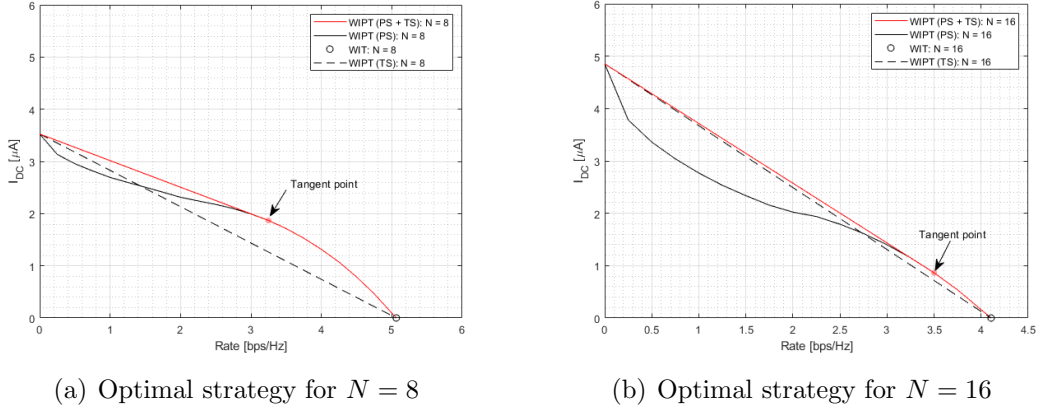 6
5
4
3
2
1
0
0 1 2 3 4 5 6
I_DC [μA]
Rate [bps/Hz]
WIPT (PS + TS): N = 8
WIPT (PS): N = 8
WIT: N = 8
WIPT (TS): N = 8
Tangent point
(a) Optimal strategy for N = 8
6
5
4
3
2
1
0
0 0.5 1 1.5 2 2.5 3 3.5 4 4.5
I_DC [μA]
Rate [bps/Hz]
WIPT (PS + TS): N = 16
WIPT (PS): N = 16
WIT: N = 16
WIPT (TS): N = 16
Tangent point
(b) Optimal strategy for N = 16